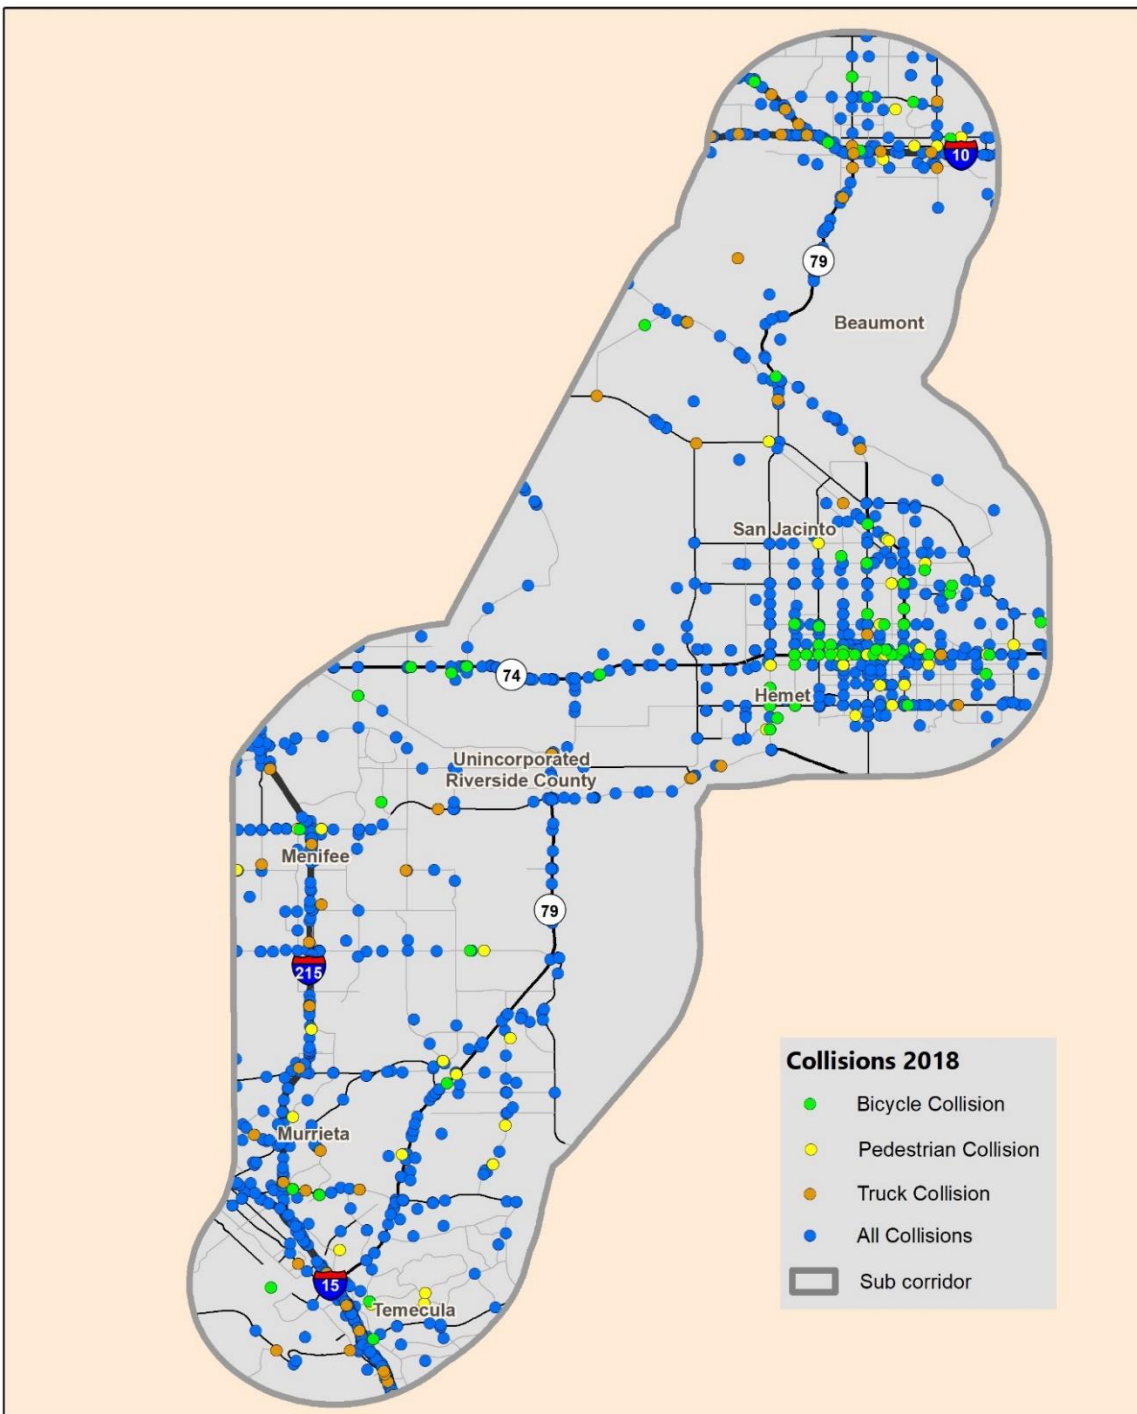 10
79
Beaumont
San Jacinto
74
Hemet
Unincorporated
Riverside County
Menifee
79
215
Collisions 2018
Bicycle Collision
Pedestrian Collision
Murrieta
Truck Collision
All Collisions
Sub corridor
15
Temecula